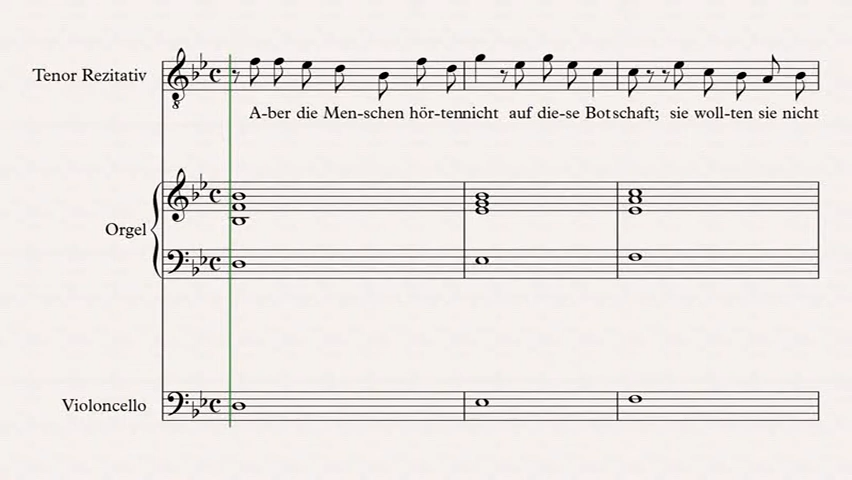 Tenor Rezitativ
A-ber die Men-schen hör-tennicht auf die-se Botschaft; sie woll-ten sie nicht
Orgel
Violoncello